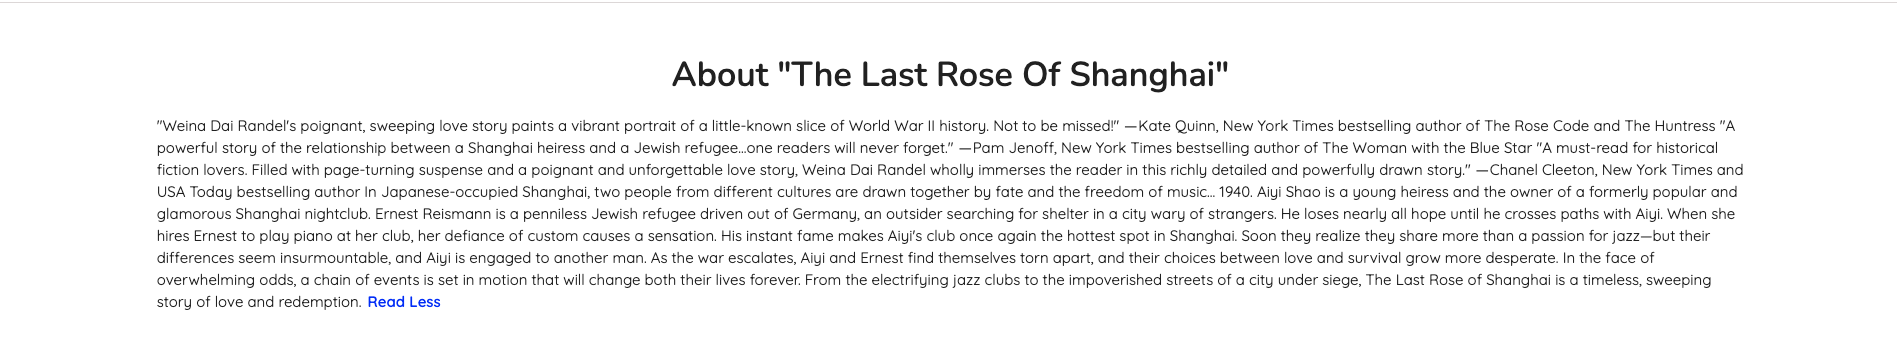 About "The Last Rose Of Shanghai"
"Weina Dai Randel's poignant, sweeping love story paints a vibrant portrait of a little-known slice of World War II history. Not to be missed!" —Kate Quinn, New York Times bestselling author of The Rose Code and The Huntress "A
powerful story of the relationship between a Shanghai heiress and a Jewish refugee...one readers will never forget." —Pam Jenoff, New York Times bestselling author of The Woman with the Blue Star "A must-read for historical
fiction lovers. Filled with page-turning suspense and a poignant and unforgettable love story, Weina Dai Randel wholly immerses the reader in this richly detailed and powerfully drawn story." —Chanel Cleeton, New York Times and
USA Today bestselling author In Japanese-occupied Shanghai, two people from different cultures are drawn together by fate and the freedom of music... 1940. Aiyi Shao is a young heiress and the owner of a formerly popular and
glamorous Shanghai nightclub. Ernest Reismann is a penniless Jewish refugee driven out of Germany, an outsider searching for shelter in a city wary of strangers. He loses nearly all hope until he crosses paths with Aiyi. When she
hires Ernest to play piano at her club, her defiance of custom causes a sensation. His instant fame makes Aiyi's club once again the hottest spot in Shanghai. Soon they realize they share more than a passion for jazz—but their
differences seem insurmountable, and Aiyi is engaged to another man. As the war escalates, Aiyi and Ernest find themselves torn apart, and their choices between love and survival grow more desperate. In the face of
overwhelming odds, a chain of events is set in motion that will change both their lives forever. From the electrifying jazz clubs to the impoverished streets of a city under siege, The Last Rose of Shanghai is a timeless, sweeping
story of love and redemption. Read Less